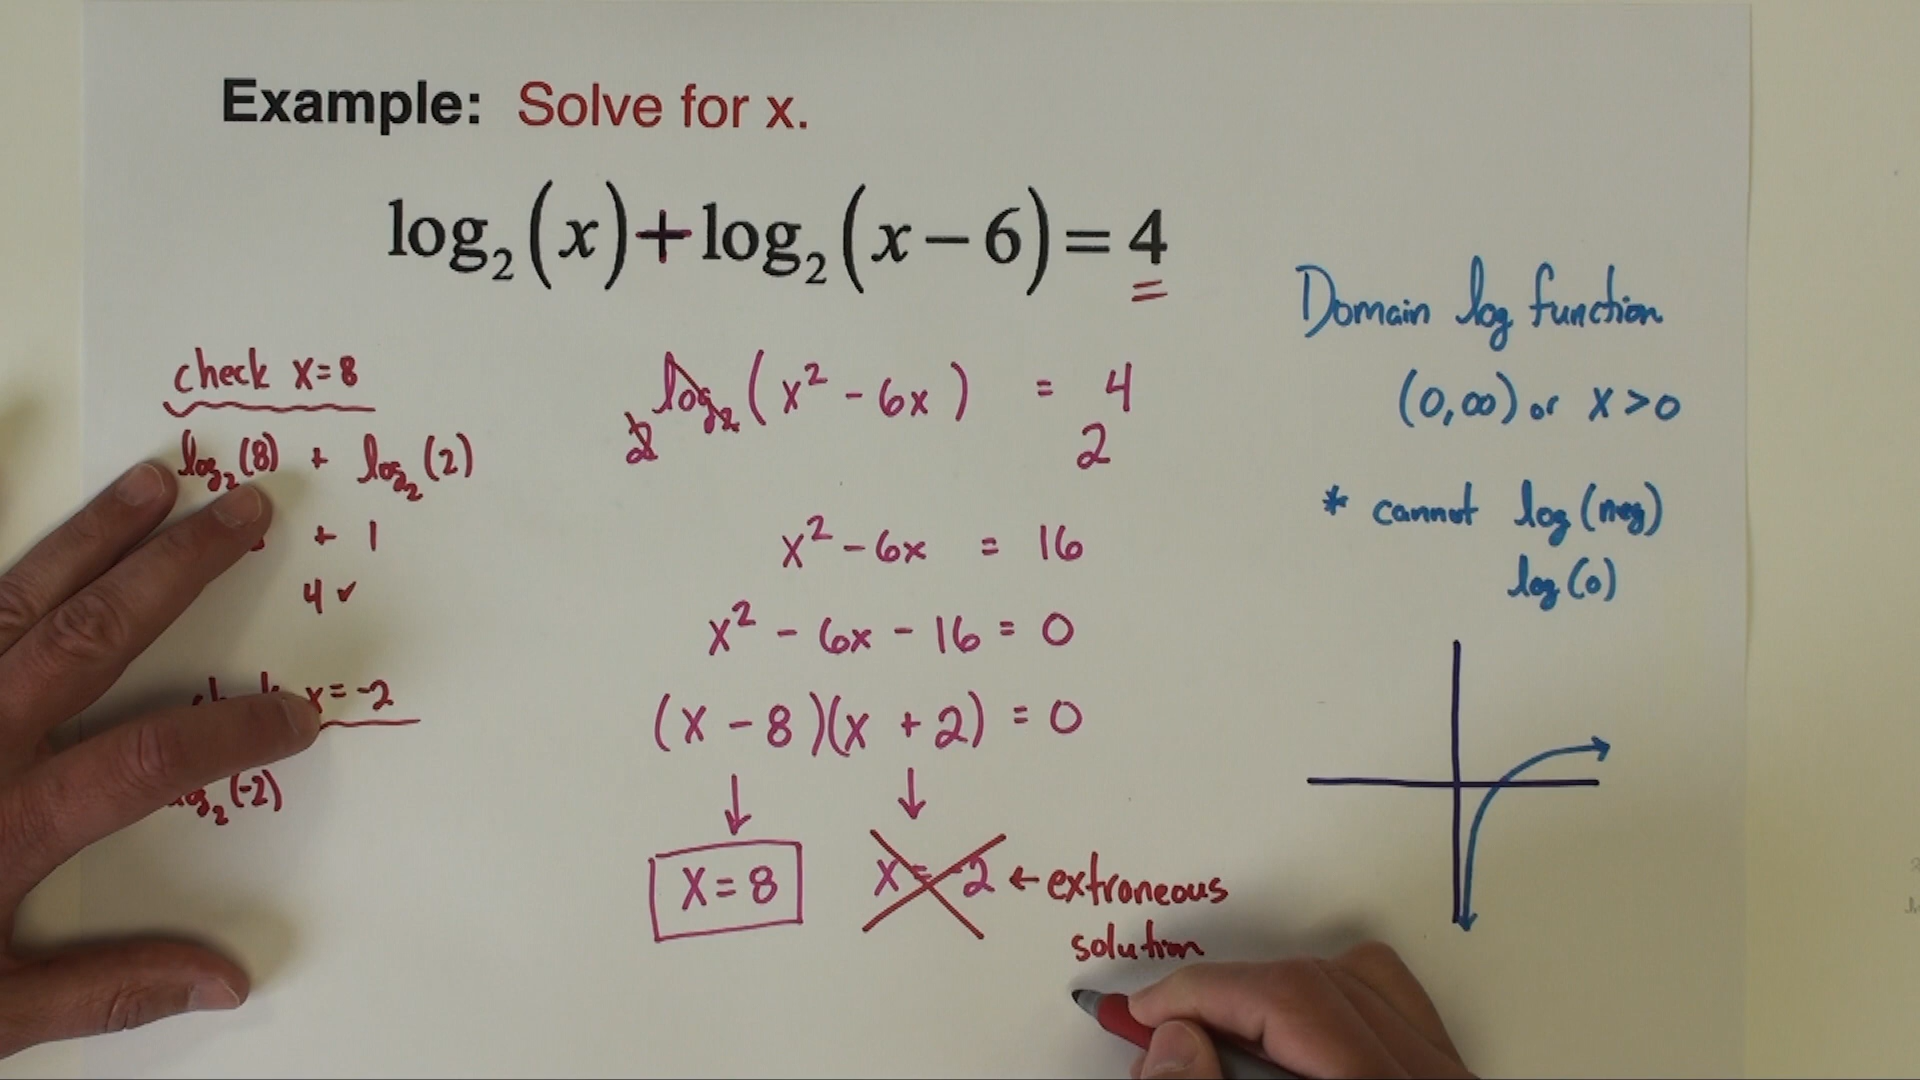 Example: Solve for x.
log₂(x)+log₂(x−6)=4
check x=8
log₂(8) + log₂(2)
+ 1
4 ✓
x=-2
(-2)
2 log₂(x² - 6x) = 4
2
x² - 6x = 16
x² - 6x - 16 = 0
(x - 8)(x + 2) = 0
↓ ↓
x = 8
x = -2 ← extraneous
solution
Domain log function
(0,∞) or x>0
* cannot log(neg)
log(0)